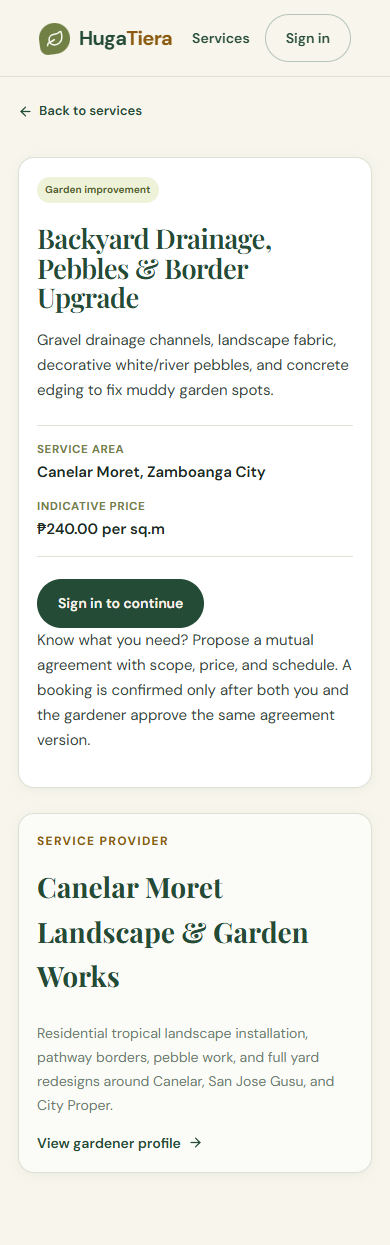 HugaTiera Services Sign in
← Back to services
Garden improvement
Backyard Drainage,
Pebbles & Border
Upgrade
Gravel drainage channels, landscape fabric,
decorative white/river pebbles, and concrete
edging to fix muddy garden spots.
SERVICE AREA
Canelar Moret, Zamboanga City
INDICATIVE PRICE
₱240.00 per sq.m
Sign in to continue
Know what you need? Propose a mutual
agreement with scope, price, and schedule. A
booking is confirmed only after both you and
the gardener approve the same agreement
version.
SERVICE PROVIDER
Canelar Moret
Landscape & Garden
Works
Residential tropical landscape installation,
pathway borders, pebble work, and full yard
redesigns around Canelar, San Jose Gusu, and
City Proper.
View gardener profile →